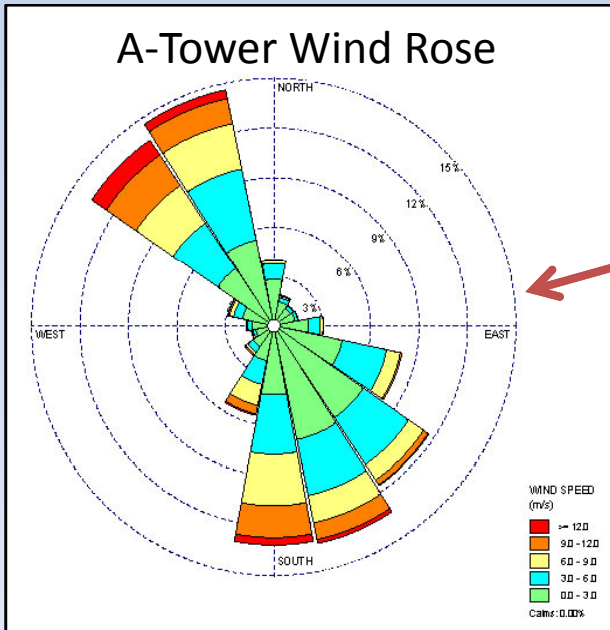 A-Tower Wind Rose
NORTH
15%
12%
9%
6%
3%
WEST
EAST
SOUTH
WIND SPEED
(m/s)
>= 12.0
9.0 - 12.0
6.0 - 9.0
3.0 - 6.0
0.0 - 3.0
Calms: 0.00%